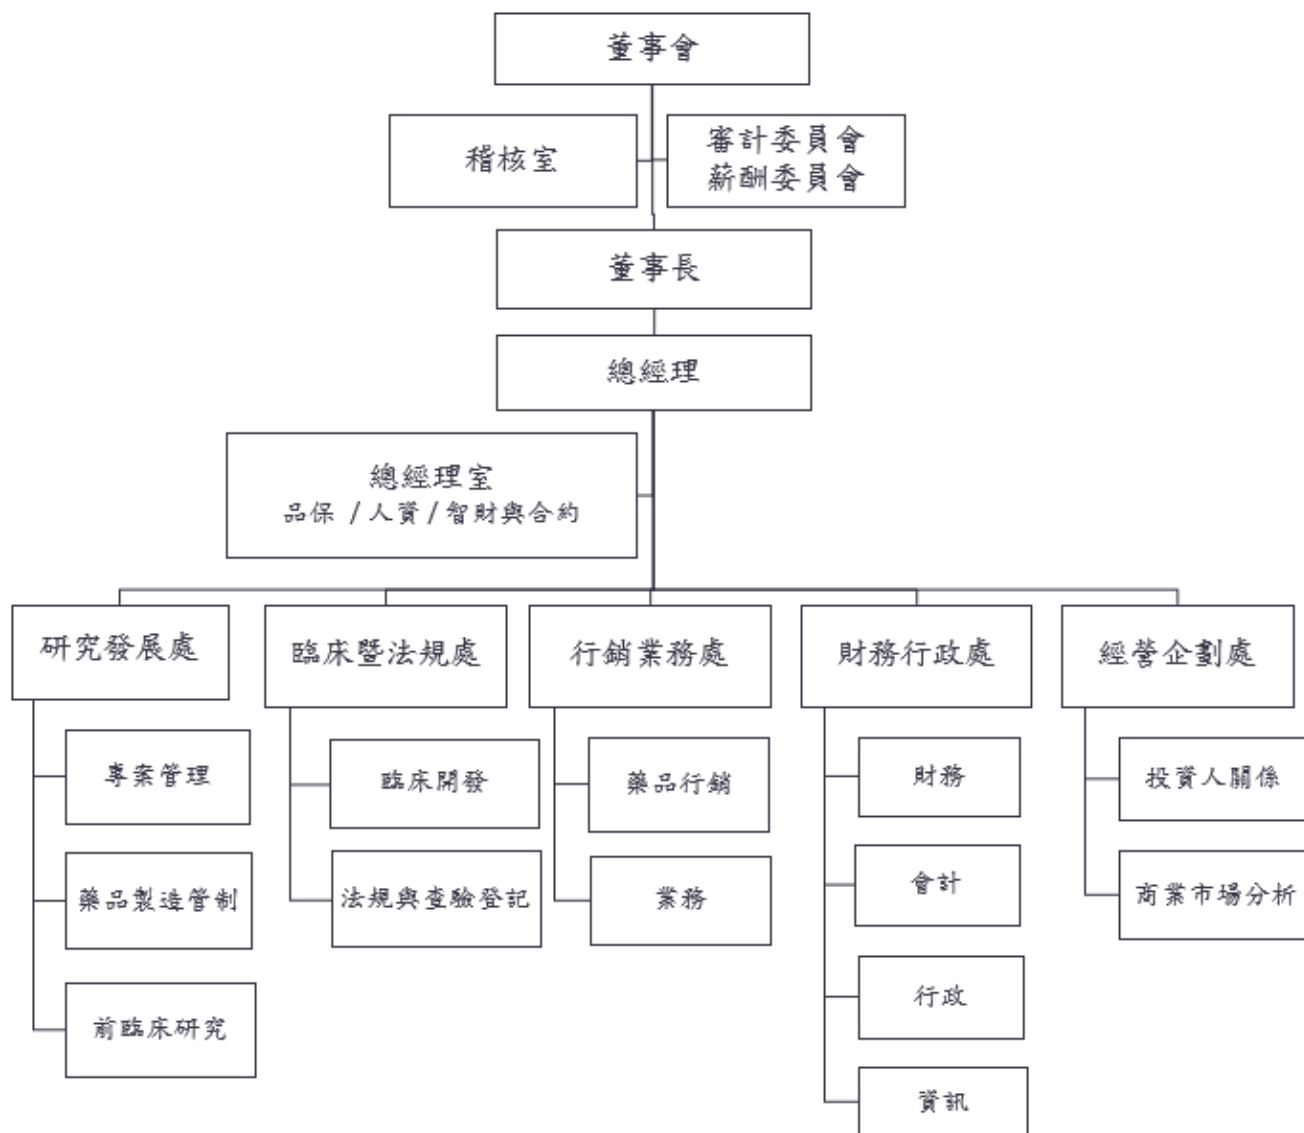 董事會
稽核室
審計委員會
薪酬委員會
董事長
總經理
總經理室
品保 / 人資 / 智財與合約
研究發展處
臨床暨法規處
行銷業務處
財務行政處
經營企劃處
專案管理
藥品製造管制
前臨床研究
臨床開發
法規與查驗登記
藥品行銷
業務
財務
會計
行政
資訊
投資人關係
商業市場分析